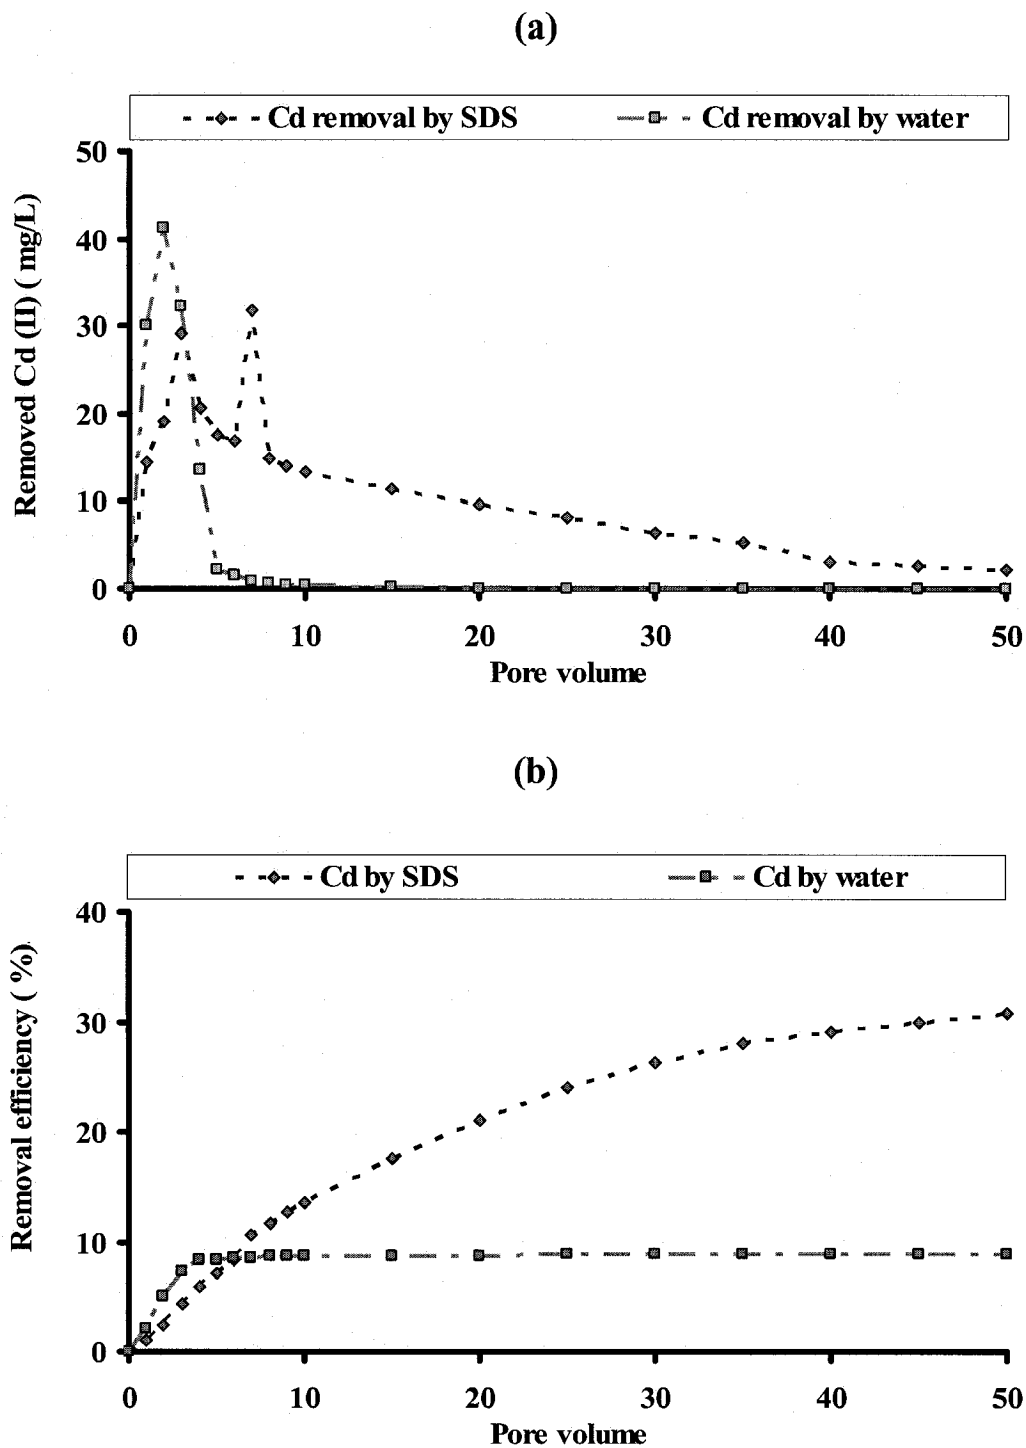 (a)
Cd removal by SDS Cd removal by water
50
40
30
20
10
0
Removed Cd (II) ( mg/L)
0 10 20 30 40 50
Pore volume
(b)
Cd by SDS Cd by water
40
30
20
10
0
Removal efficiency ( %)
0 10 20 30 40 50
Pore volume